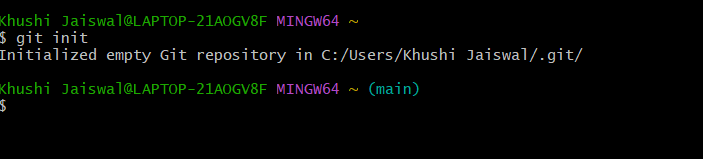 Khushi Jaiswal@LAPTOP-21AOGV8F MINGW64 ~
$ git init
Initialized empty Git repository in C:/Users/Khushi Jaiswal/.git/
Khushi Jaiswal@LAPTOP-21AOGV8F MINGW64 ~ (main)
$